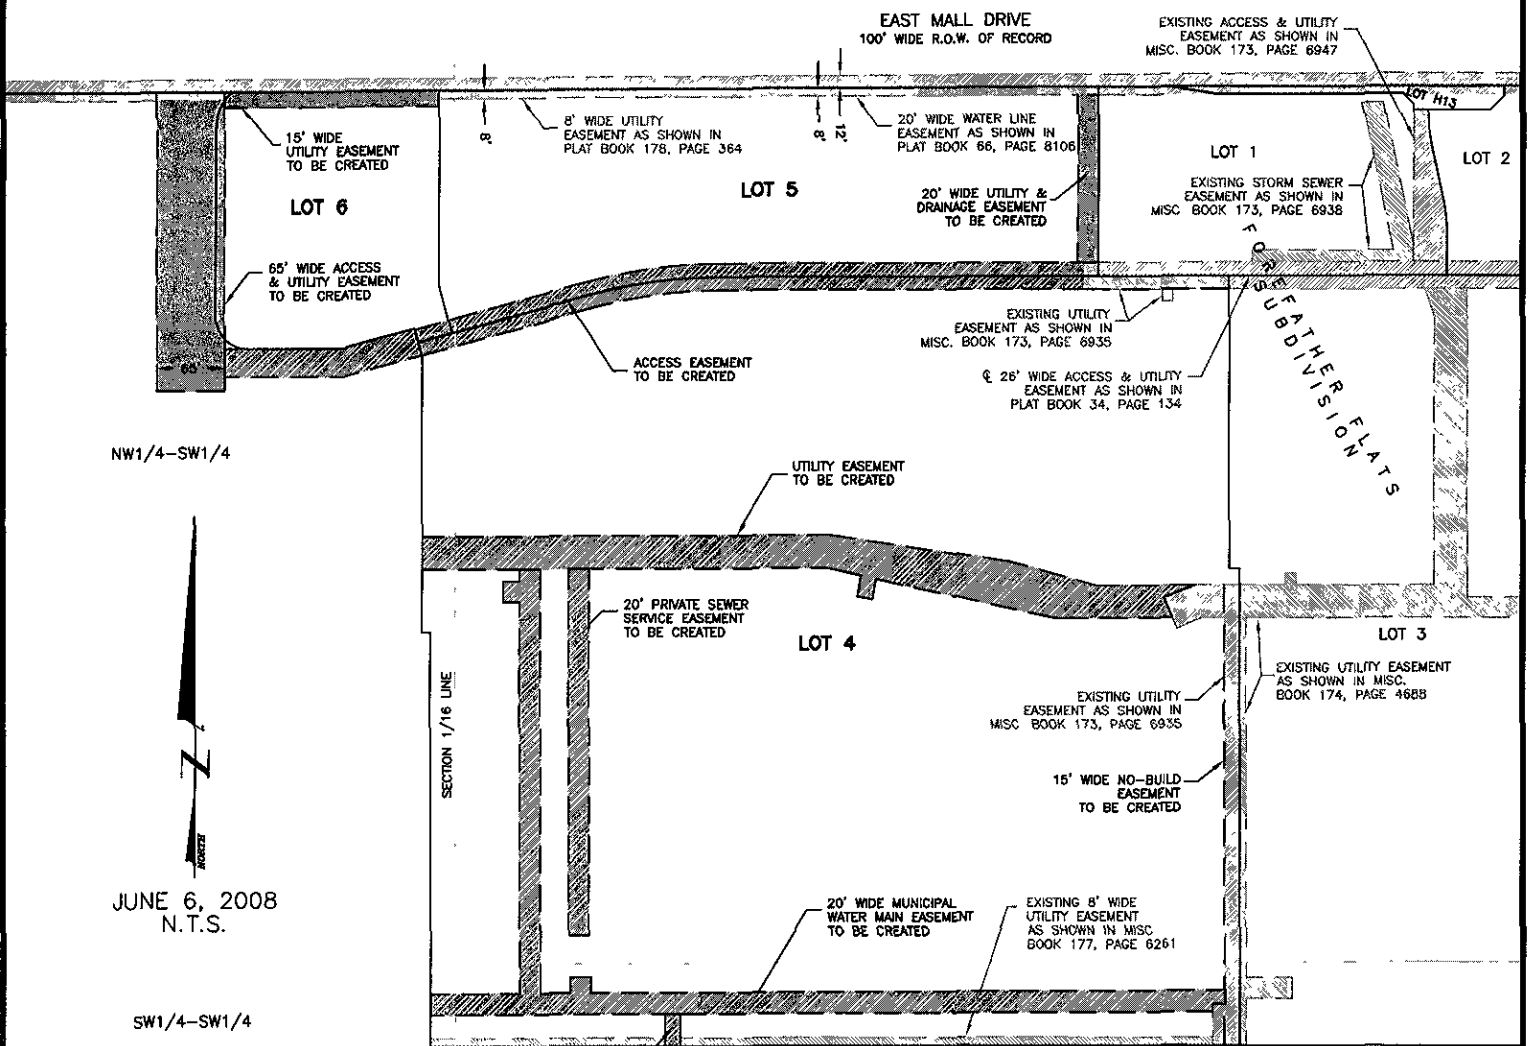 EAST MALL DRIVE
100' WIDE R.O.W. OF RECORD
EXISTING ACCESS & UTILITY
EASEMENT AS SHOWN IN
MISC. BOOK 173, PAGE 6947
LOT H13
15' WIDE
UTILITY EASEMENT
TO BE CREATED
8'
8' WIDE UTILITY
EASEMENT AS SHOWN IN
PLAT BOOK 178, PAGE 364
8'
12'
20' WIDE WATER LINE
EASEMENT AS SHOWN IN
PLAT BOOK 66, PAGE 8106
LOT 1
LOT 2
LOT 6
LOT 5
20' WIDE UTILITY &
DRAINAGE EASEMENT
TO BE CREATED
EXISTING STORM SEWER
EASEMENT AS SHOWN IN
MISC BOOK 173, PAGE 6938
65' WIDE ACCESS
& UTILITY EASEMENT
TO BE CREATED
65'
ACCESS EASEMENT
TO BE CREATED
EXISTING UTILITY
EASEMENT AS SHOWN IN
MISC. BOOK 173, PAGE 6935
℄ 26' WIDE ACCESS & UTILITY
EASEMENT AS SHOWN IN
PLAT BOOK 34, PAGE 134
FOREFATHER FLATS
SUBDIVISION
NW1/4-SW1/4
UTILITY EASEMENT
TO BE CREATED
20' PRIVATE SEWER
SERVICE EASEMENT
TO BE CREATED
LOT 4
LOT 3
SECTION 1/16 LINE
EXISTING UTILITY
EASEMENT AS SHOWN IN
MISC BOOK 173, PAGE 6935
EXISTING UTILITY EASEMENT
AS SHOWN IN MISC.
BOOK 174, PAGE 4688
15' WIDE NO-BUILD
EASEMENT
TO BE CREATED
NORTH
JUNE 6, 2008
N.T.S.
20' WIDE MUNICIPAL
WATER MAIN EASEMENT
TO BE CREATED
EXISTING 8' WIDE
UTILITY EASEMENT
AS SHOWN IN MISC
BOOK 177, PAGE 6261
SW1/4-SW1/4